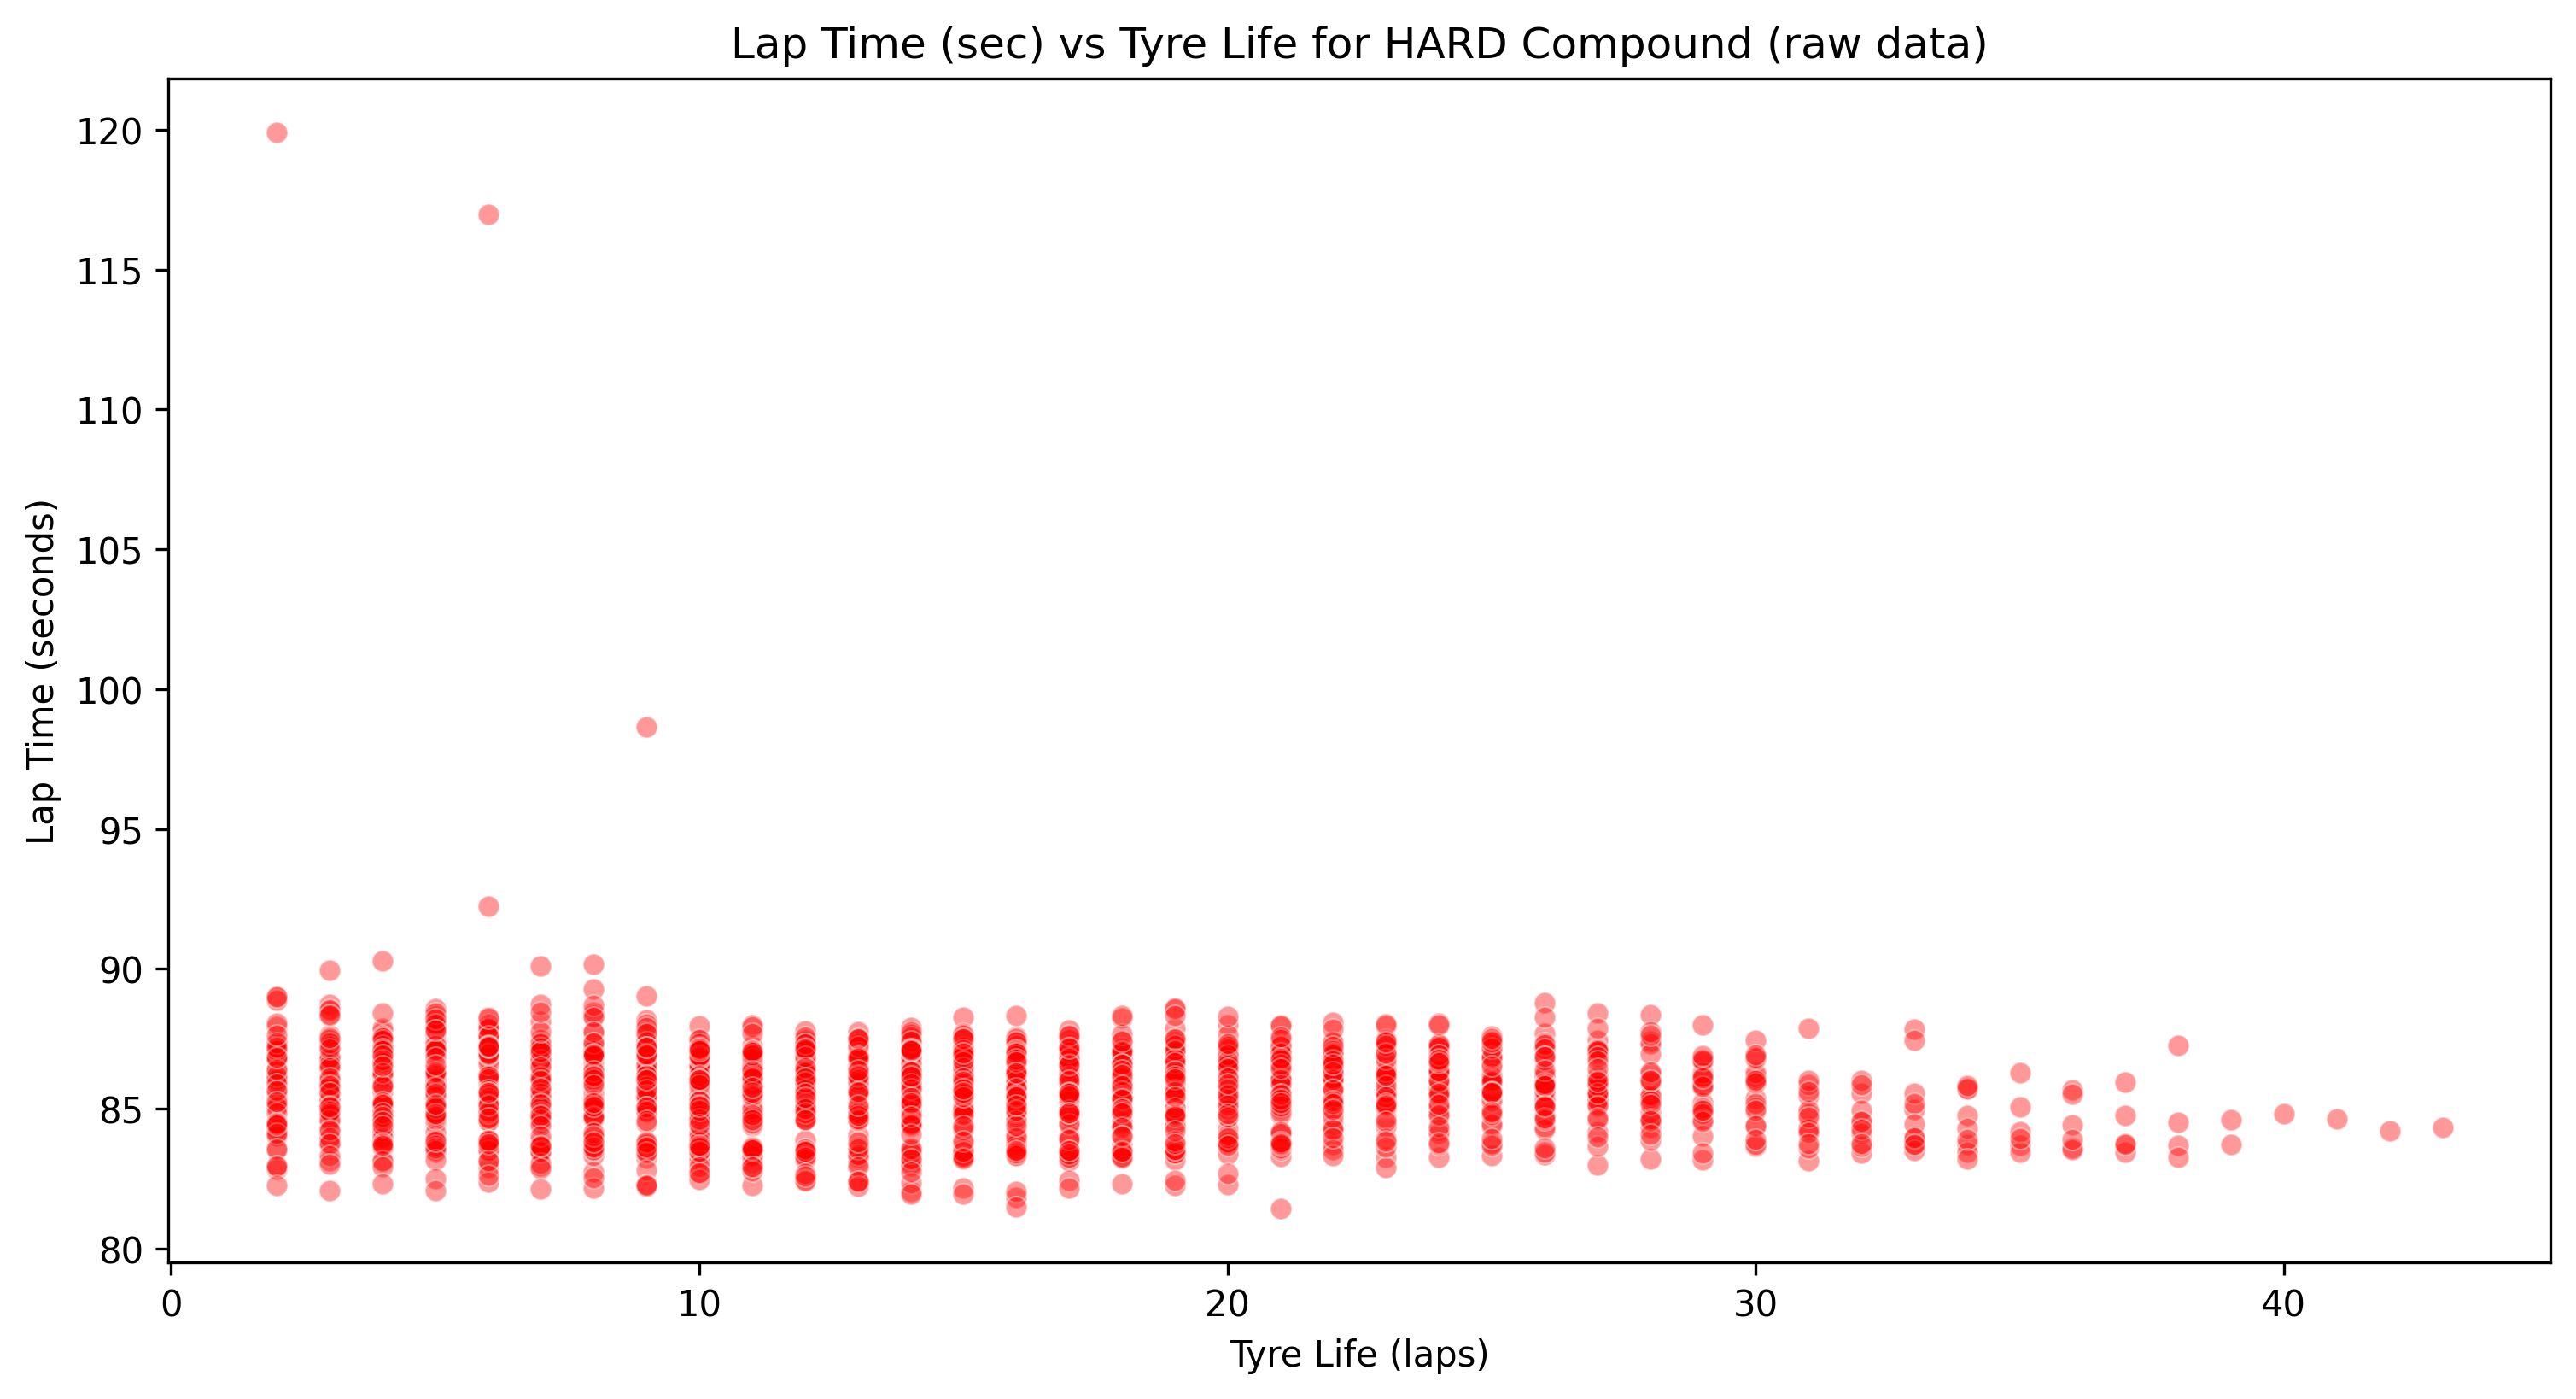 Lap Time (sec) vs Tyre Life for HARD Compound (raw data)
Lap Time (seconds)
120
115
110
105
100
95
90
85
80
0 10 20 30 40
Tyre Life (laps)